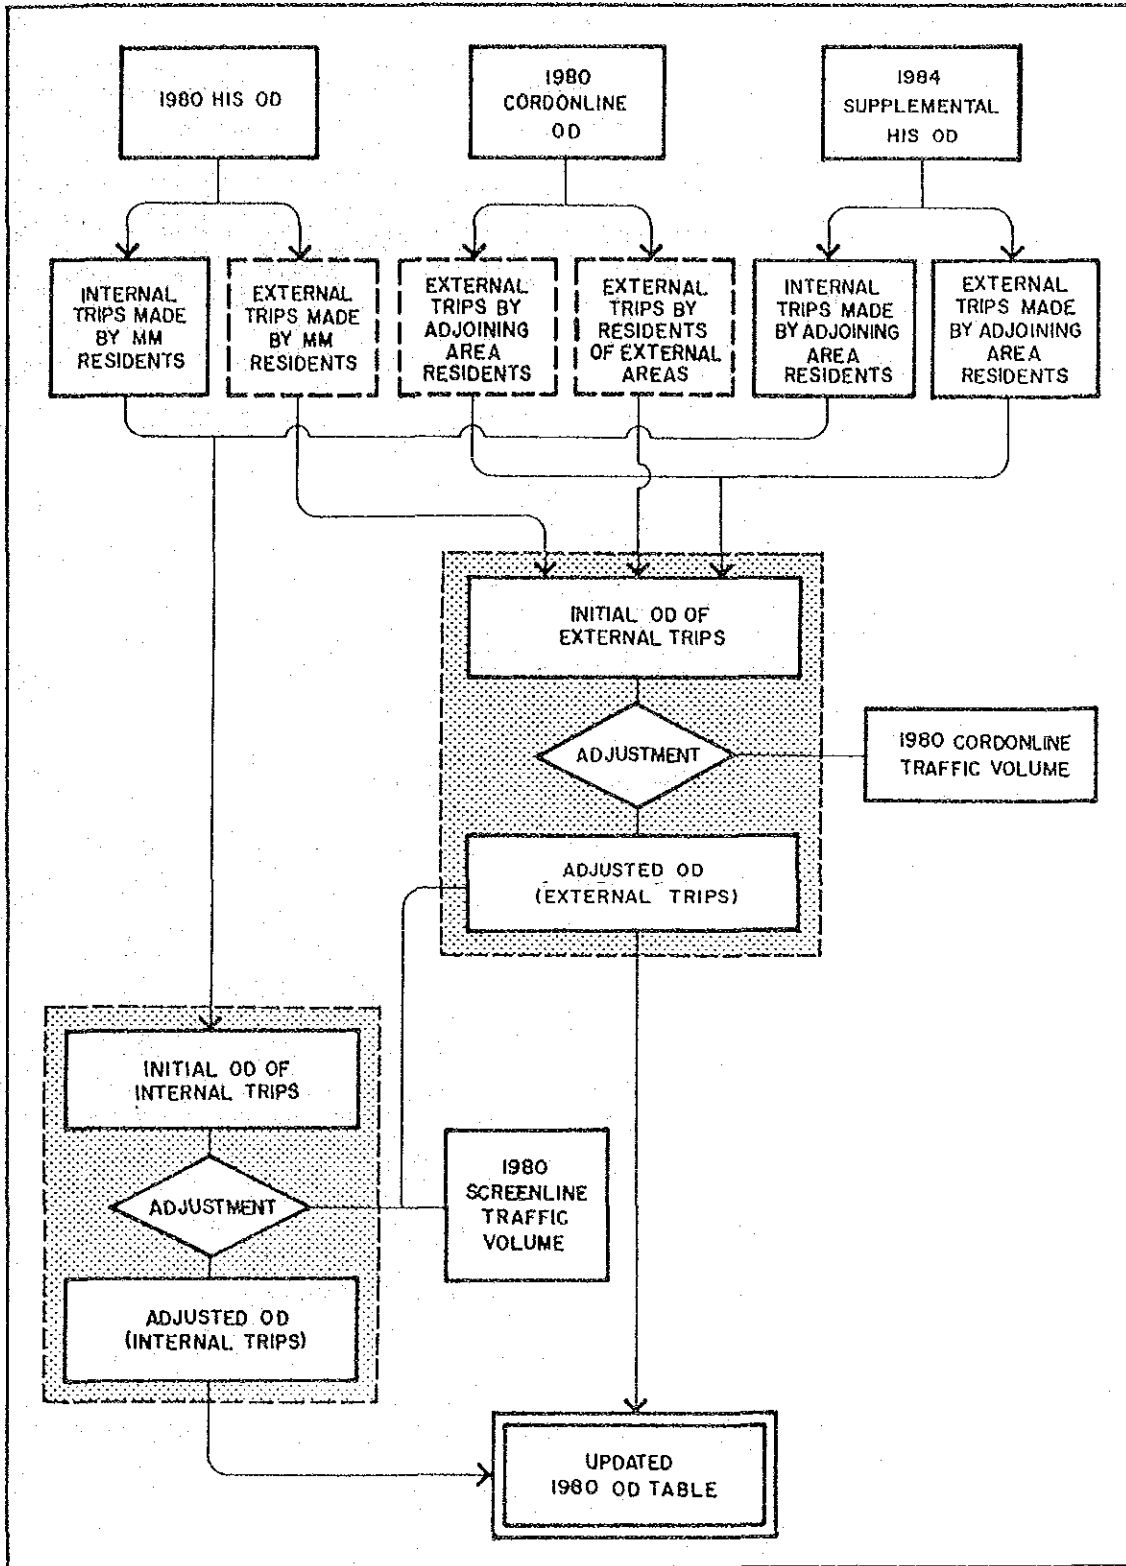 1980 HIS OD
1980
CORDONLINE
OD
1984
SUPPLEMENTAL
HIS OD
INTERNAL
TRIPS MADE
BY MM
RESIDENTS
EXTERNAL
TRIPS MADE
BY MM
RESIDENTS
EXTERNAL
TRIPS BY
ADJOINING
AREA
RESIDENTS
EXTERNAL
TRIPS BY
RESIDENTS
OF EXTERNAL
AREAS
INTERNAL
TRIPS MADE
BY ADJOINING
AREA
RESIDENTS
EXTERNAL
TRIPS MADE
BY ADJOINING
AREA
RESIDENTS
INITIAL OD OF
EXTERNAL TRIPS
ADJUSTMENT
1980 CORDONLINE
TRAFFIC VOLUME
ADJUSTED OD
(EXTERNAL TRIPS)
INITIAL OD OF
INTERNAL TRIPS
ADJUSTMENT
1980
SCREENLINE
TRAFFIC
VOLUME
ADJUSTED OD
(INTERNAL TRIPS)
UPDATED
1980 OD TABLE